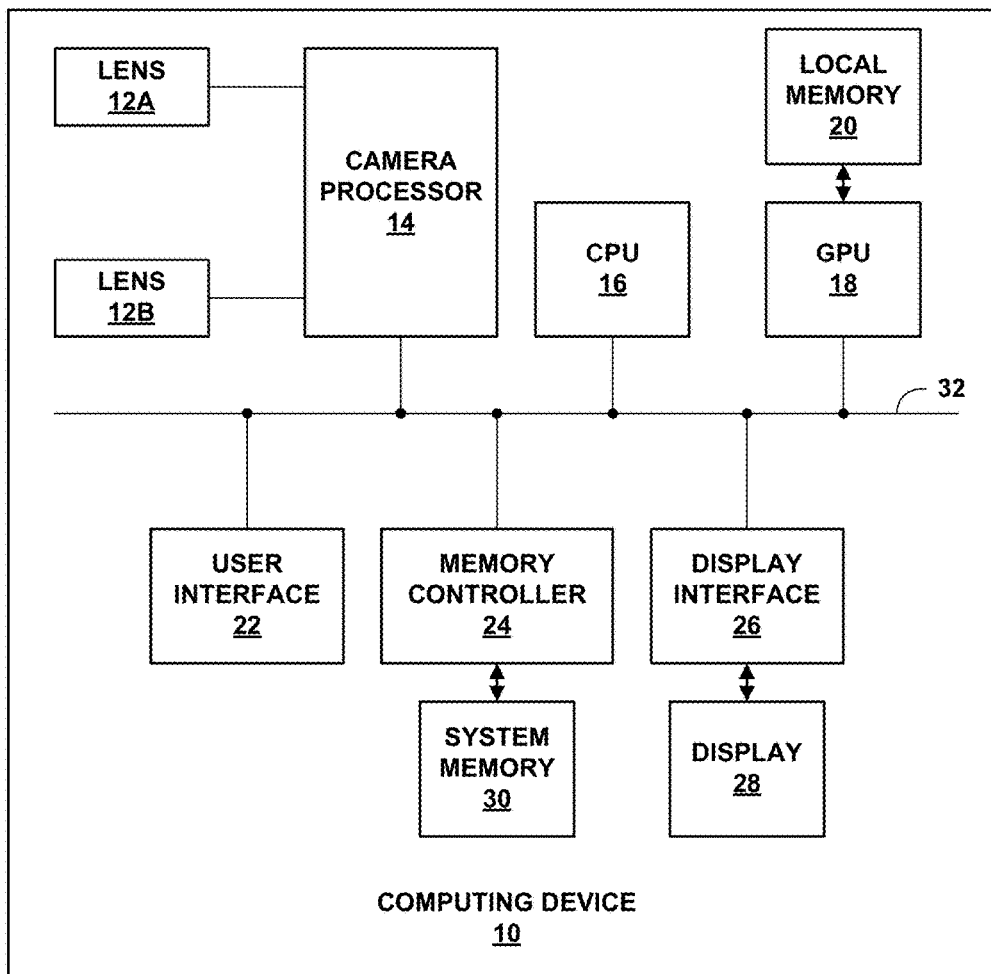 LENS
12A
CAMERA
PROCESSOR
14
LENS
12B
CPU
16
LOCAL
MEMORY
20
GPU
18
32
USER
INTERFACE
22
MEMORY
CONTROLLER
24
DISPLAY
INTERFACE
26
SYSTEM
MEMORY
30
DISPLAY
28
COMPUTING DEVICE
10